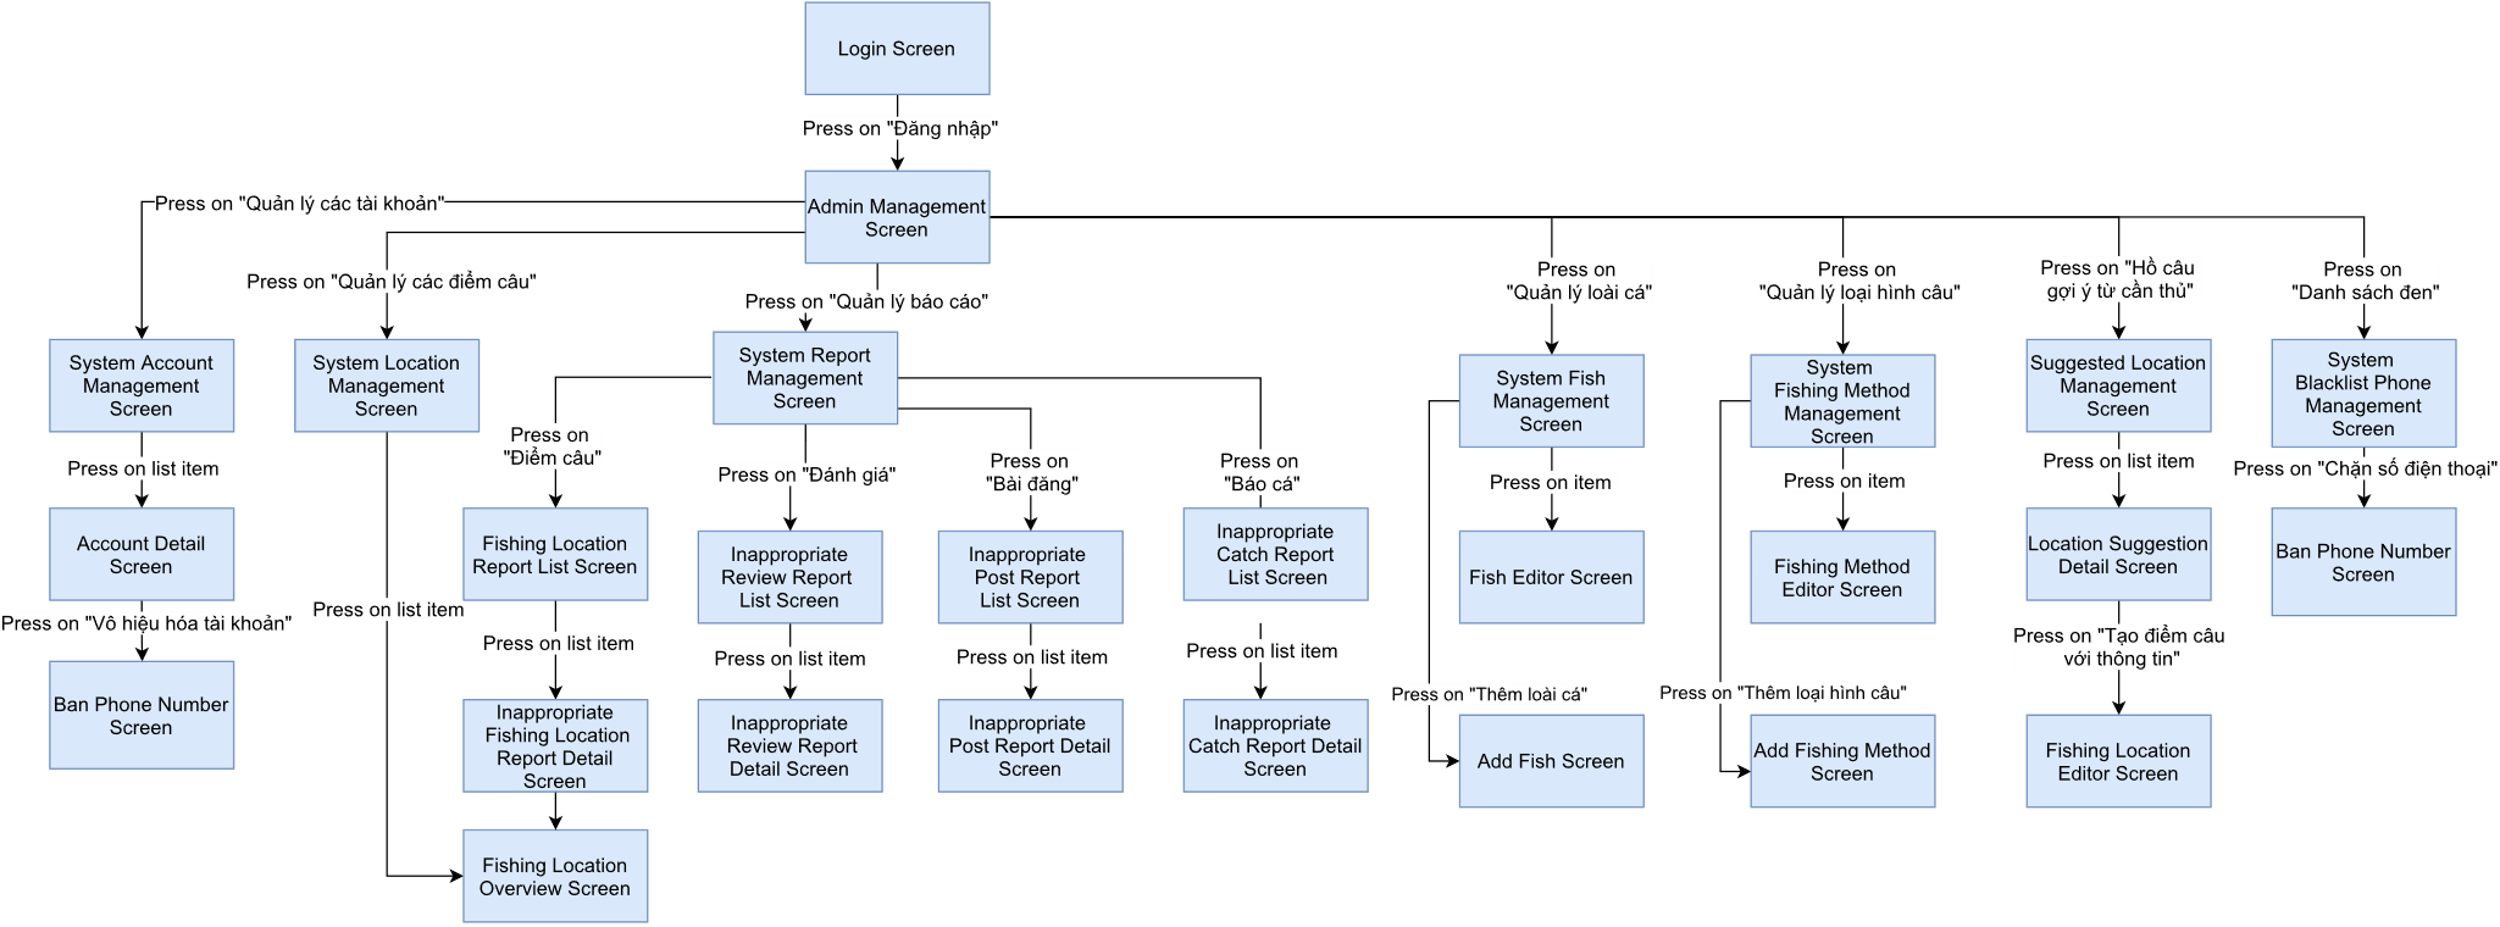 Login Screen
Press on "Đăng nhập"
Admin Management
Screen
Press on "Quản lý các tài khoản"
Press on "Quản lý các điểm câu"
Press on "Quản lý báo cáo"
Press on
"Quản lý loài cá"
Press on
"Quản lý loại hình câu"
Press on "Hồ câu
gợi ý từ cần thủ"
Press on
"Danh sách đen"
System Account
Management
Screen
System Location
Management
Screen
System Report
Management
Screen
System Fish
Management
Screen
System
Fishing Method
Management
Screen
Suggested Location
Management
Screen
System
Blacklist Phone
Management
Screen
Press on list item
Press on
"Điểm câu"
Press on "Đánh giá"
Press on
"Bài đăng"
Press on
"Báo cá"
Press on item
Press on item
Press on list item
Press on "Chặn số điện thoại"
Account Detail
Screen
Fishing Location
Report List Screen
Inappropriate
Review Report
List Screen
Inappropriate
Post Report
List Screen
Inappropriate
Catch Report
List Screen
Fish Editor Screen
Fishing Method
Editor Screen
Location Suggestion
Detail Screen
Ban Phone Number
Screen
Press on "Vô hiệu hóa tài khoản"
Press on list item
Press on list item
Press on list item
Press on list item
Press on list item
Press on "Thêm loài cá"
Press on "Thêm loại hình câu"
Press on "Tạo điểm câu
với thông tin"
Ban Phone Number
Screen
Inappropriate
Fishing Location
Report Detail
Screen
Inappropriate
Review Report
Detail Screen
Inappropriate
Post Report Detail
Screen
Inappropriate
Catch Report Detail
Screen
Add Fish Screen
Add Fishing Method
Screen
Fishing Location
Editor Screen
Fishing Location
Overview Screen